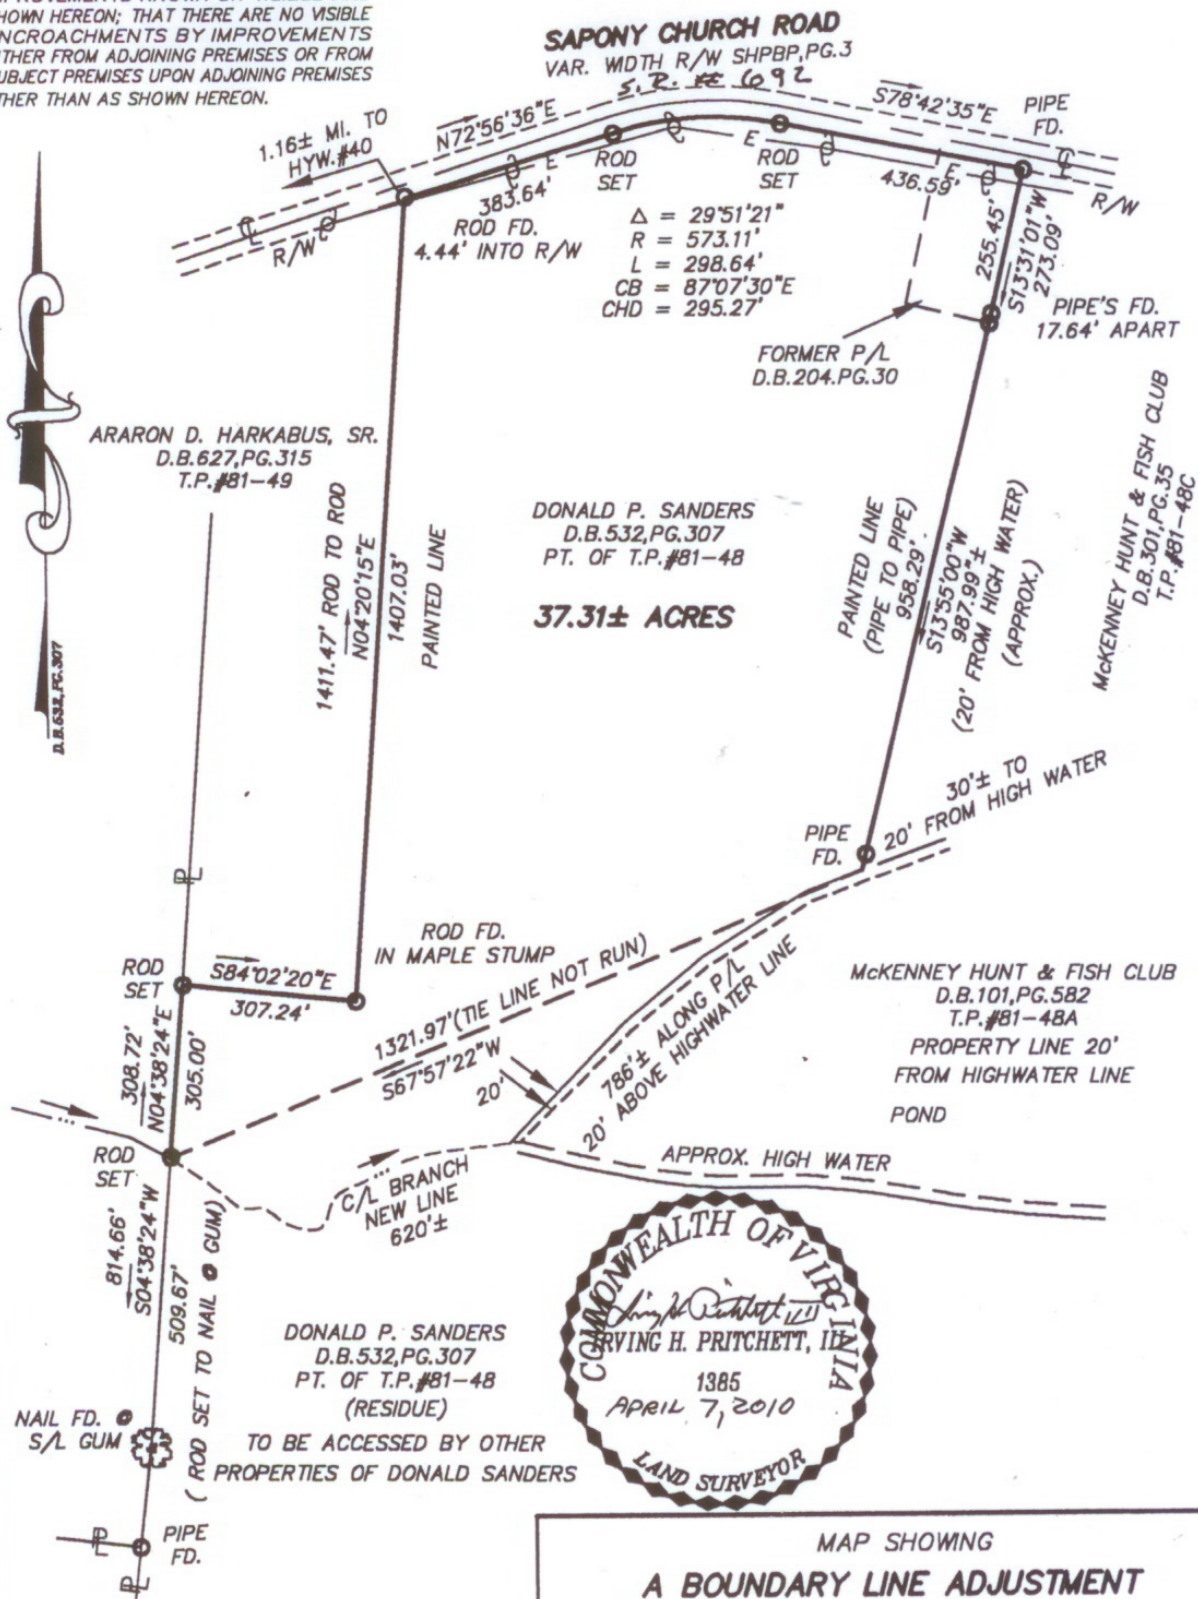 SHOWN HEREON; THAT THERE ARE NO VISIBLE
ENCROACHMENTS BY IMPROVEMENTS
EITHER FROM ADJOINING PREMISES OR FROM
SUBJECT PREMISES UPON ADJOINING PREMISES
OTHER THAN AS SHOWN HEREON.
SAPONY CHURCH ROAD
VAR. WIDTH R/W SHPBP,PG.3
S.R. # 692
N72°56'36"E
S78°42'35"E
PIPE
FD.
1.16± MI. TO
HYW.#40
383.64'
E
ROD
SET
E
ROD
SET
E
436.59'
R/W
R/W
ROD FD.
4.44' INTO R/W
Δ = 29°51'21"
R = 573.11'
L = 298.64'
CB = 87°07'30"E
CHD = 295.27'
255.45'
S13°31'01"W
273.09'
PIPE'S FD.
17.64' APART
FORMER P/L
D.B.204.PG.30
ARARON D. HARKABUS, SR.
D.B.627,PG.315
T.P.#81-49
D.B.532,PG.307
1411.47' ROD TO ROD
N04°20'15"E
1407.03'
PAINTED LINE
DONALD P. SANDERS
D.B.532,PG.307
PT. OF T.P.#81-48
37.31± ACRES
PAINTED LINE
(PIPE TO PIPE)
958.29'.
S13°55'00"W
987.99"±
(20' FROM HIGH WATER)
(APPROX.)
McKENNEY HUNT & FISH CLUB
D.B.301,PG.35
T.P.#81-48C
30'± TO
20' FROM HIGH WATER
PIPE
FD.
PL
ROD FD.
IN MAPLE STUMP
ROD
SET
S84°02'20"E
307.24'
1321.97'(TIE LINE NOT RUN)
S67°57'22"W
20'
786'± ALONG P/L
20' ABOVE HIGHWATER LINE
McKENNEY HUNT & FISH CLUB
D.B.101,PG.582
T.P.#81-48A
PROPERTY LINE 20'
FROM HIGHWATER LINE
POND
308.72'
N04°38'24"E
305.00'
ROD
SET
C/L BRANCH
NEW LINE
620'±
APPROX. HIGH WATER
814.66'
S04°38'24"W
509.67'
( ROD SET TO NAIL @ GUM)
COMMONWEALTH OF VIRGINIA
Irving H. Pritchett III
IRVING H. PRITCHETT, III
1385
APRIL 7, 2010
LAND SURVEYOR
DONALD P. SANDERS
D.B.532,PG.307
PT. OF T.P.#81-48
(RESIDUE)
TO BE ACCESSED BY OTHER
PROPERTIES OF DONALD SANDERS
NAIL FD. @
S/L GUM
PL
PIPE
FD.
PL
MAP SHOWING
A BOUNDARY LINE ADJUSTMENT